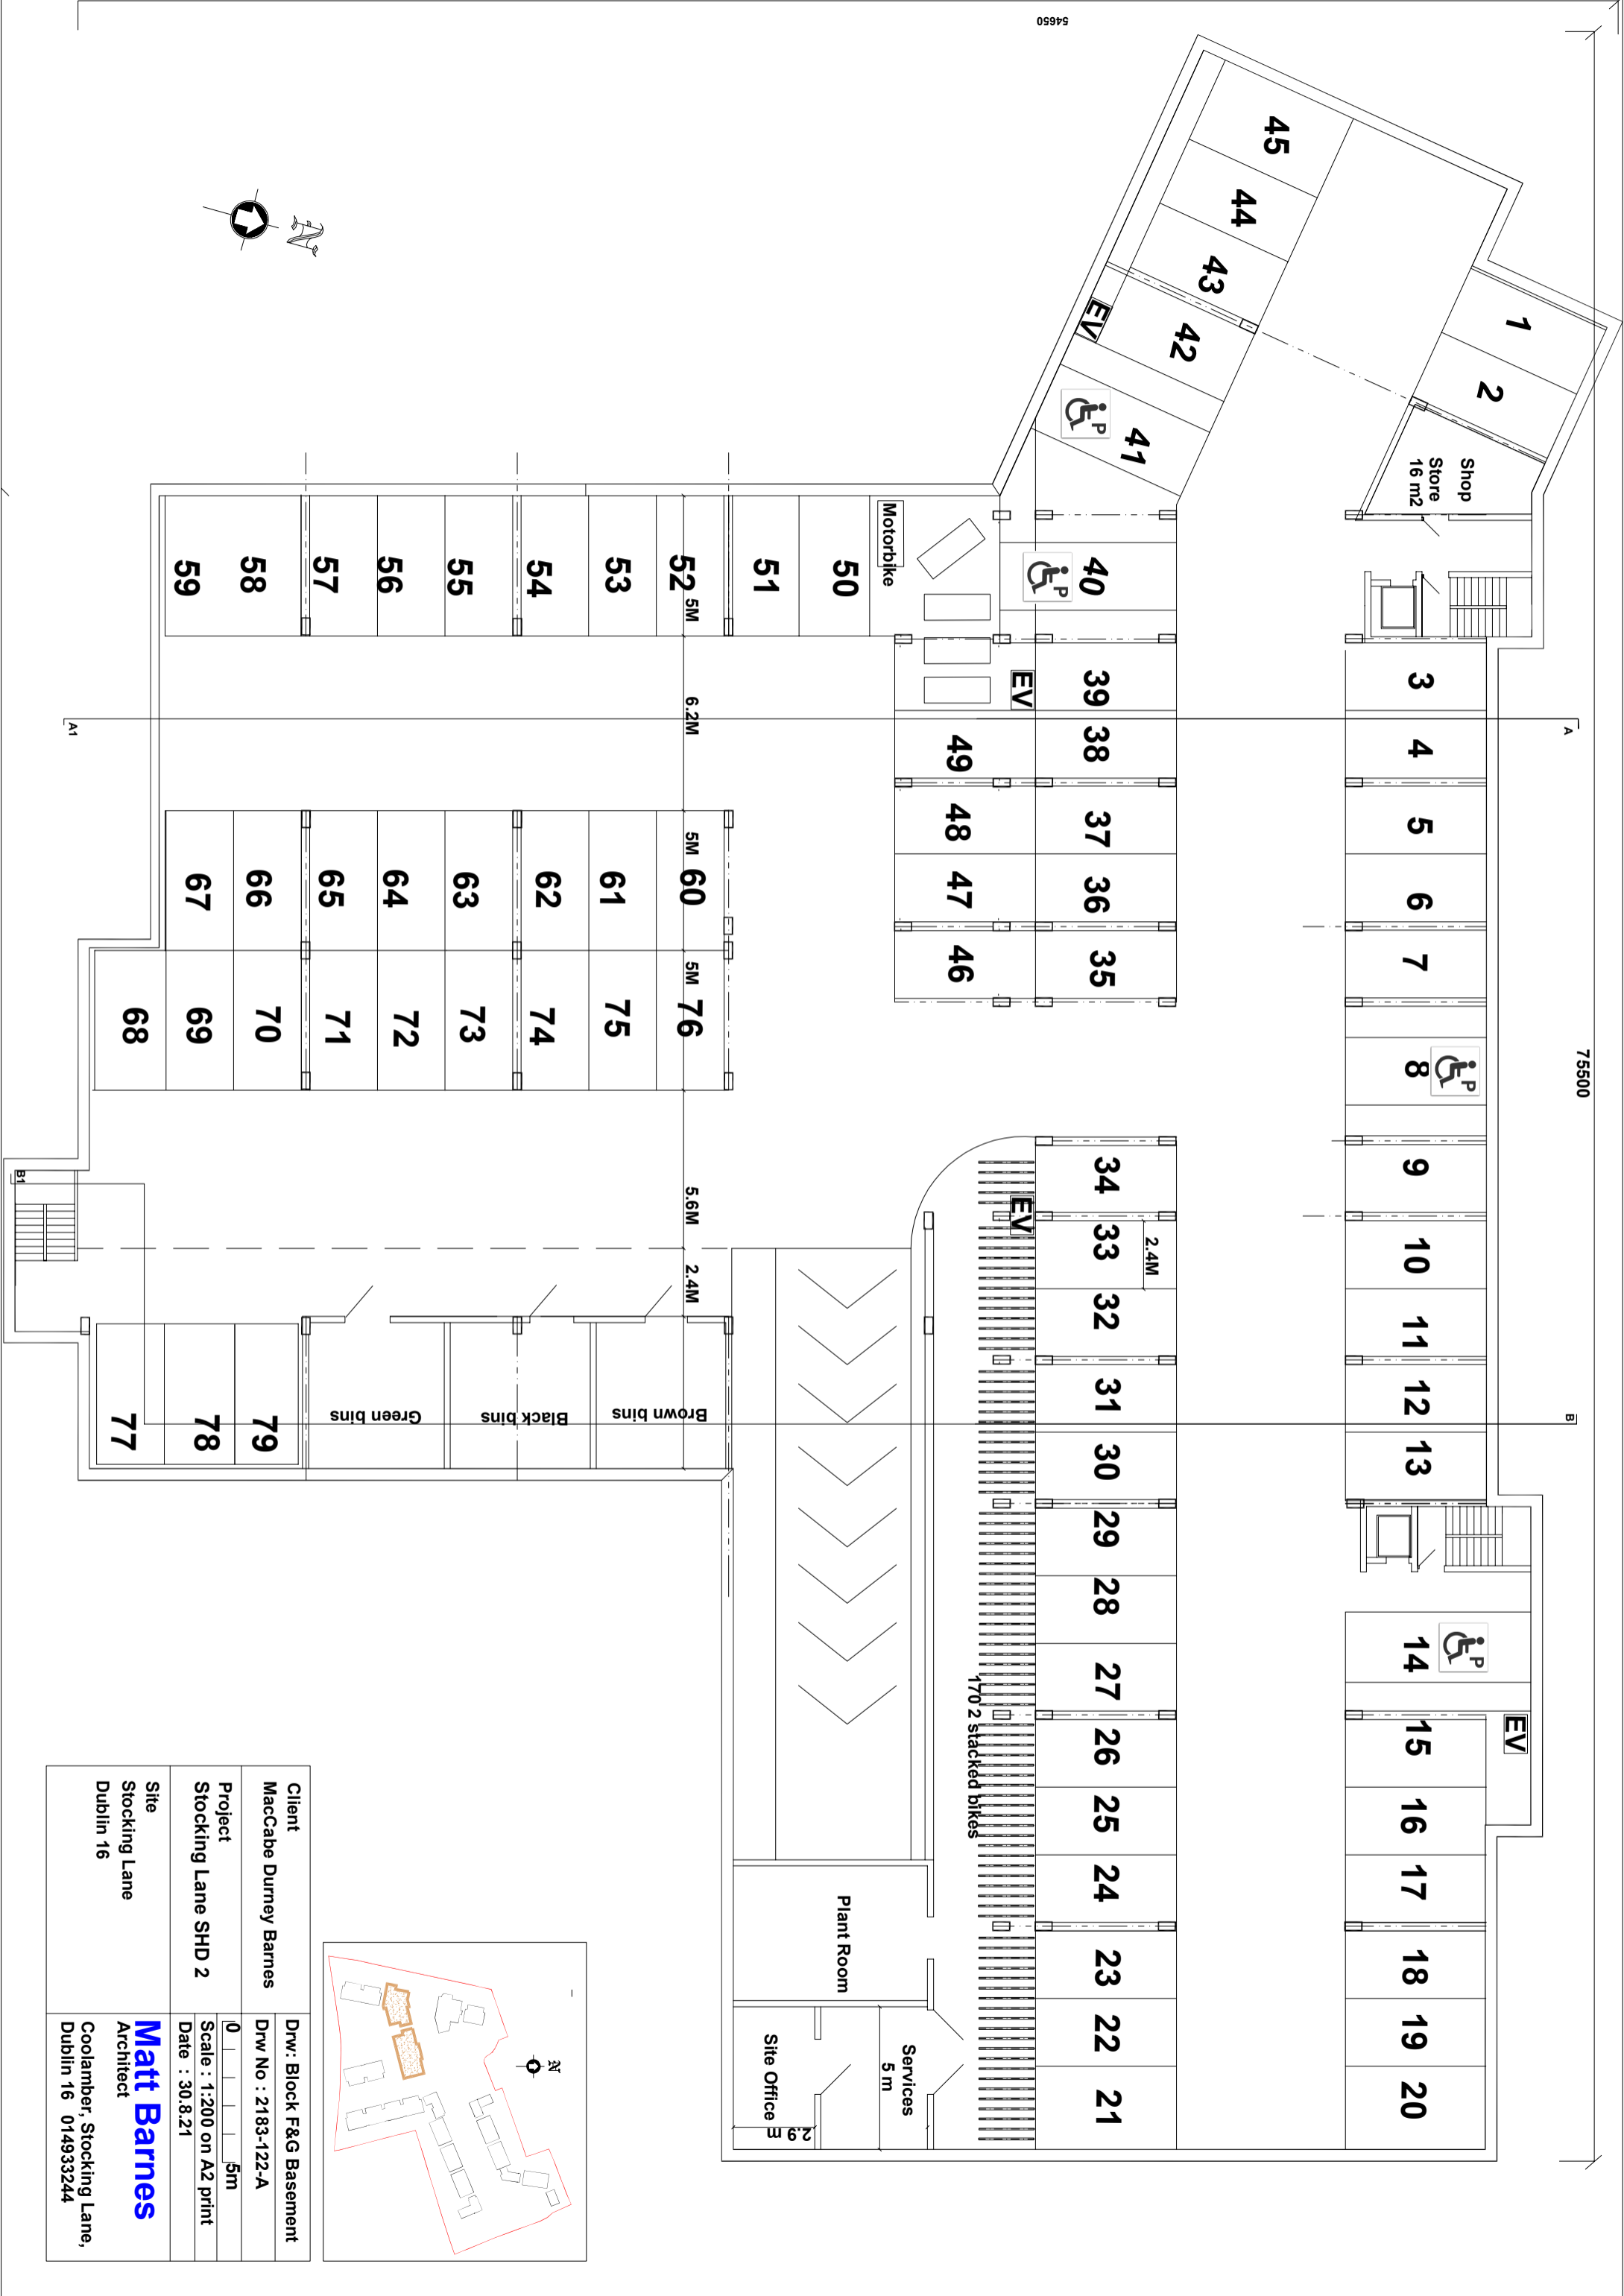 54650
75500
45
44
43
EV
42
41
P
1
2
Shop
Store
16 m2
Motorbike
40
P
59
58
57
56
55
54
53
52
51
50
5M
6.2M
EV
39
38
37
36
35
49
48
47
46
3
4
5
6
7
8
P
9
10
11
12
13
14
P
EV
15
16
17
18
19
20
A1
A
67
66
65
64
63
62
61
60
5M
68
69
70
71
72
73
74
75
76
5M
5.6M
2.4M
B1
B
77
78
79
Green bins
Black bins
Brown bins
34
EV
33
2.4M
32
31
30
29
28
27
26
25
24
23
22
21
170 2 stacked bikes
Plant Room
Services
5 m
Site Office
2.9 m
N
N
Client
MacCabe Durney Barnes
Project
Stocking Lane SHD 2
Site
Stocking Lane
Dublin 16
Drw: Block F&G Basement
Drw No : 2183-122-A
0 5m
Scale : 1:200 on A2 print
Date : 30.8.21
Matt Barnes
Architect
Coolamber, Stocking Lane,
Dublin 16 014933244